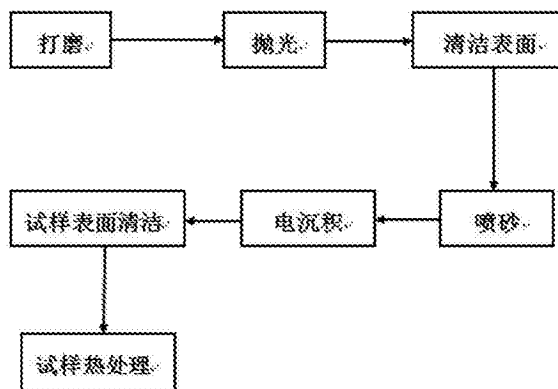 打磨
抛光
清洁表面
喷砂
电沉积
试样表面清洁
试样热处理